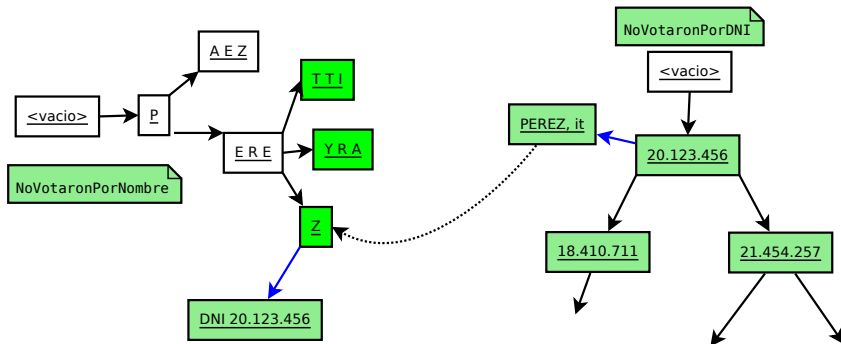 NoVotaronPorDNI
A E Z
<vacio>
T T I
<vacio>
P
PEREZ, it
E R E
Y R A
20.123.456
NoVotaronPorNombre
Z
18.410.711
21.454.257
DNI 20.123.456